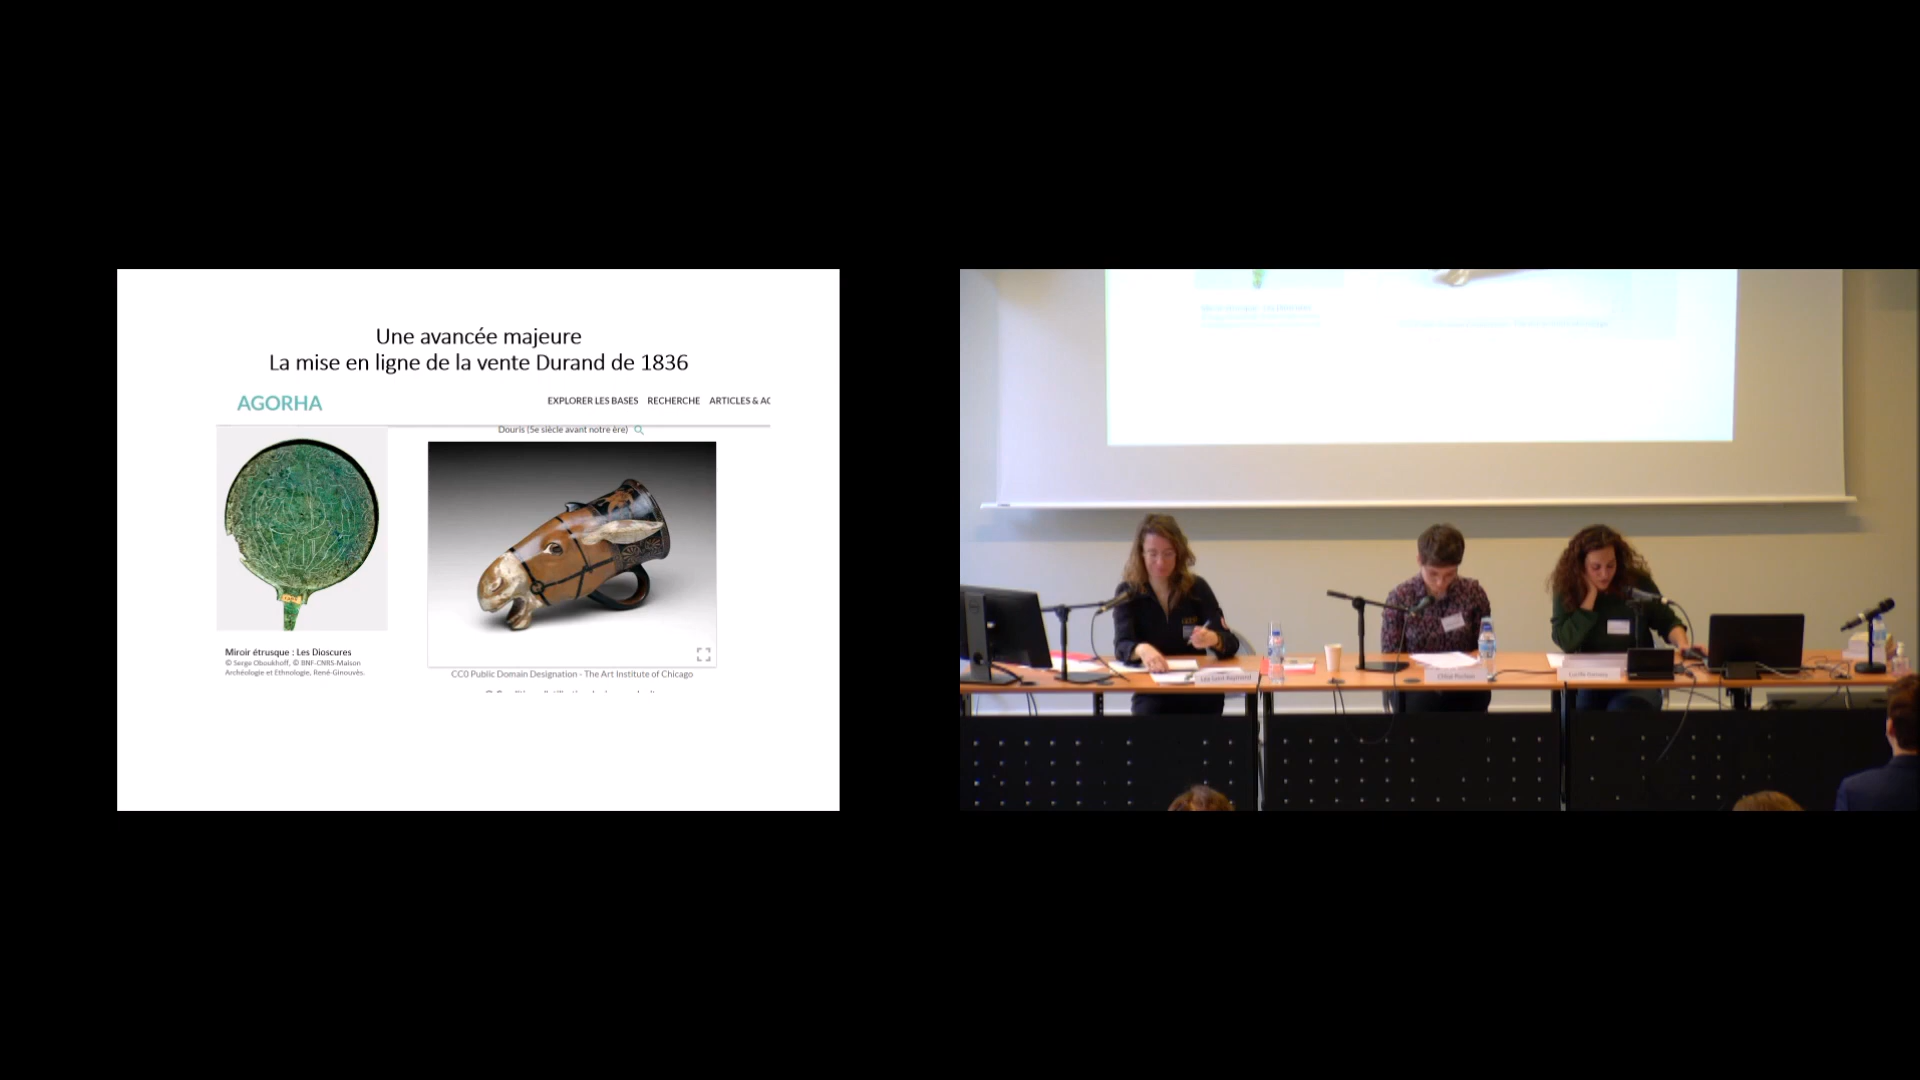 Une avancée majeure
La mise en ligne de la vente Durand de 1836
AGORHA
EXPLORER LES BASES RECHERCHE ARTICLES & AC
Douris (5e siècle avant notre ère)
Miroir étrusque : Les Dioscures
© Serge Oboukhoff, © BNF-CNRS-Maison
Archéologie et Ethnologie, René-Ginouvès.
CC0 Public Domain Designation - The Art Institute of Chicago